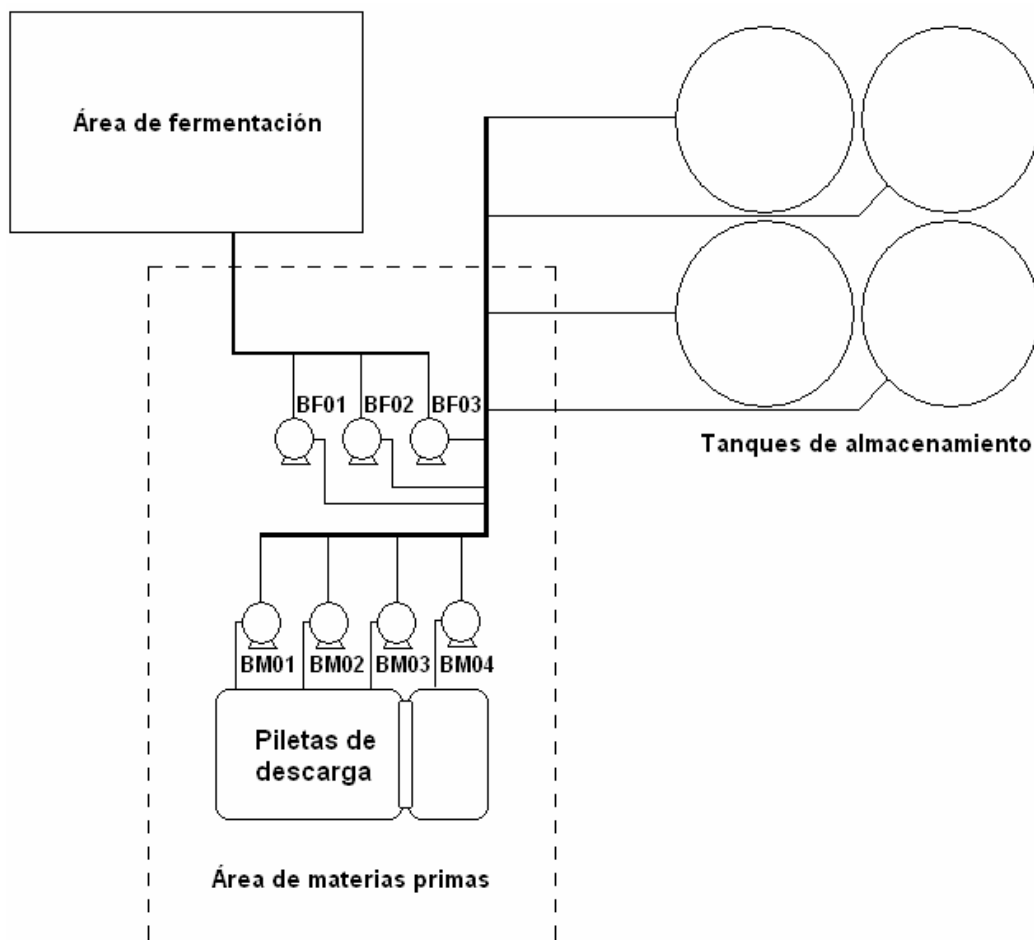 Área de fermentación
BF01 BF02 BF03
Tanques de almacenamiento
BM01 BM02 BM03 BM04
Piletas de
descarga
Área de materias primas